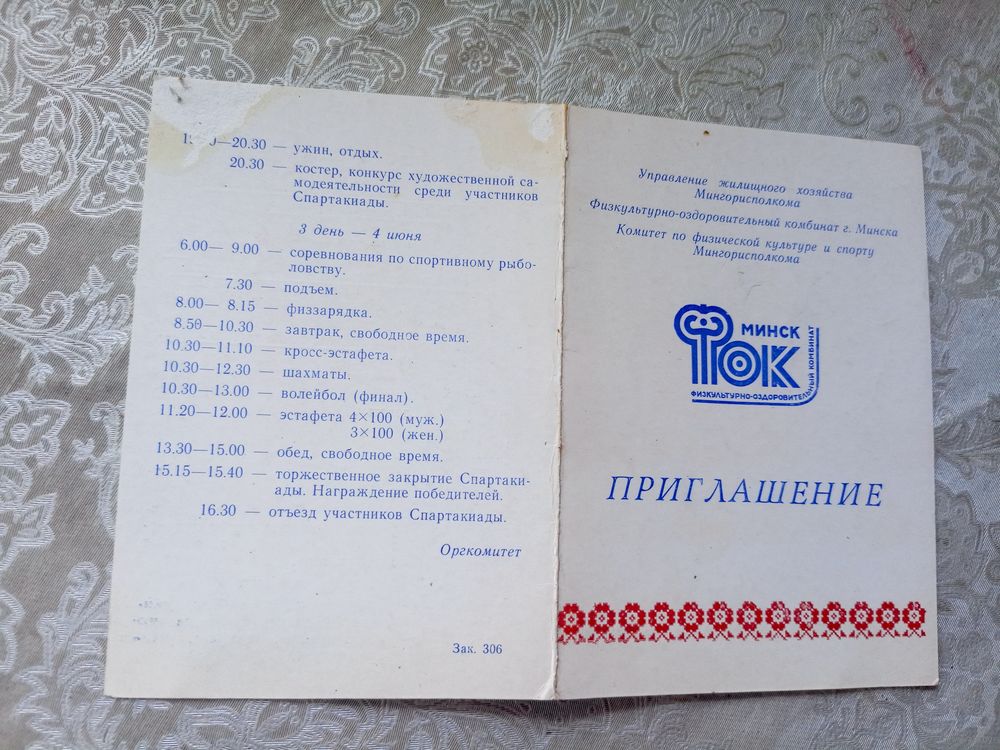 20.30 — ужин, отдых.
20.30 — костер, конкурс художественной са-
модеятельности среди участников
Спартакиады.
3 день — 4 июня
6.00— 9.00 — соревнования по спортивному рыбо-
ловству.
7.30 — подъем.
8.00— 8.15 — физзарядка.
8.50—10.30 — завтрак, свободное время.
10.30—11.10 — кросс-эстафета.
10.30—12.30 — шахматы.
10.30—13.00 — волейбол (финал).
11.20—12.00 — эстафета 4×100 (муж.)
3×100 (жен.)
13.30—15.00 — обед, свободное время.
15.15—15.40 — торжественное закрытие Спартаки-
ады. Награждение победителей.
16.30 — отъезд участников Спартакиады.
Оргкомитет
Зак. 306
Управление жилищного хозяйства
Мингорисполкома
Физкультурно-оздоровительный комбинат г. Минска
Комитет по физической культуре и спорту
Мингорисполкома
МИНСК
ФОК
ФИЗКУЛЬТУРНО-ОЗДОРОВИТЕЛЬНЫЙ КОМБИНАТ
ПРИГЛАШЕНИЕ